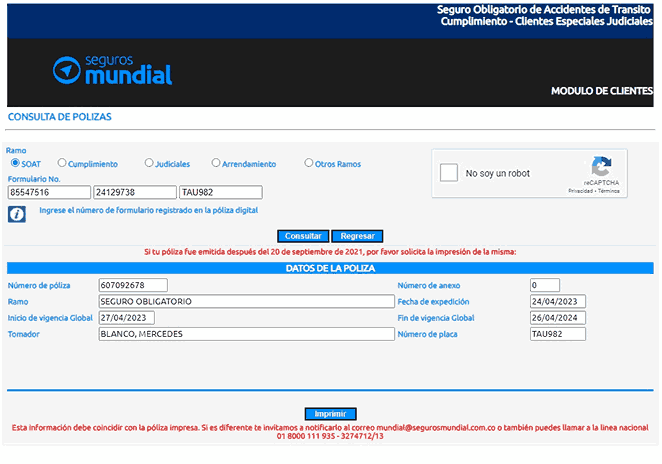 Seguro Obligatorio de Accidentes de Transito
Cumplimiento - Clientes Especiales Judiciales
seguros
mundial
MODULO DE CLIENTES
CONSULTA DE POLIZAS
Ramo
SOAT Cumplimiento Judiciales Arrendamiento Otros Ramos
Formulario No.
85547516 24129738 TAU982
No soy un robot
reCAPTCHA
Privacidad - Términos
Ingrese el número de formulario registrado en la póliza digital
Consultar Regresar
Si tu póliza fue emitida después del 20 de septiembre de 2021, por favor solicita la impresión de la misma:
DATOS DE LA POLIZA
Número de póliza 607092678 Número de anexo 0
Ramo SEGURO OBLIGATORIO Fecha de expedición 24/04/2023
Inicio de vigencia Global 27/04/2023 Fin de vigencia Global 26/04/2024
Tomador BLANCO, MERCEDES Número de placa TAU982
Imprimir
Esta información debe coincidir con la póliza impresa. Si es diferente te invitamos a notificarlo al correo mundial@segurosmundial.com.co o también puedes llamar a la linea nacional
01 8000 111 935 - 3274712/13